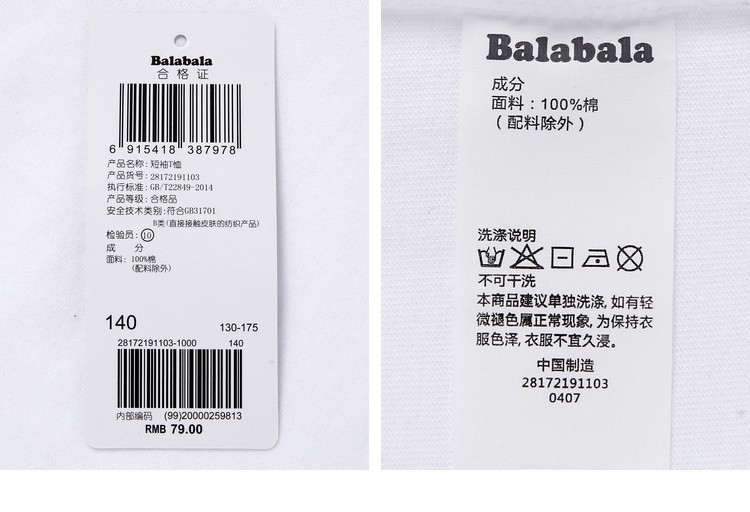 Balabala
合格证
6 915418 387978
产品名称: 短袖T恤
产品货号: 28172191103
执行标准: GB/T22849-2014
产品等级: 合格品
安全技术类别: 符合GB31701
B类(直接接触皮肤的纺织产品)
检验员: 10
成 分
面料: 100%棉
(配料除外)
140 130-175
28172191103-1000 140
内部编码 (99)20000259813
RMB 79.00
Balabala
成分
面料：100%棉
（配料除外）
洗涤说明
不可干洗
本商品建议单独洗涤, 如有轻
微褪色属正常现象, 为保持衣
服色泽, 衣服不宜久浸。
中国制造
28172191103
0407